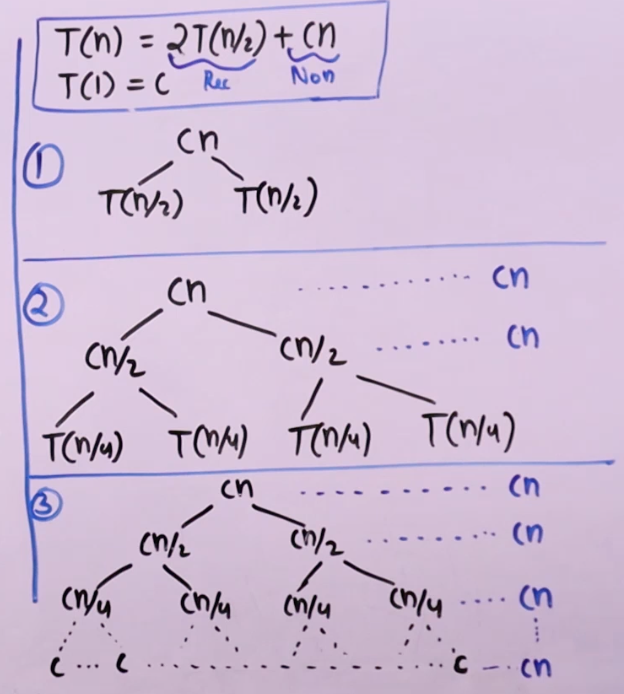 T(n) = 2T(n/2) + cn
T(1) = C Rec Non
1
cn
T(n/2) T(n/2)
2
cn cn
cn/2 cn/2 cn
T(n/4) T(n/4) T(n/4) T(n/4)
3
cn cn
cn/2 cn/2 cn
cn/4 cn/4 cn/4 cn/4 cn
c ... c c cn